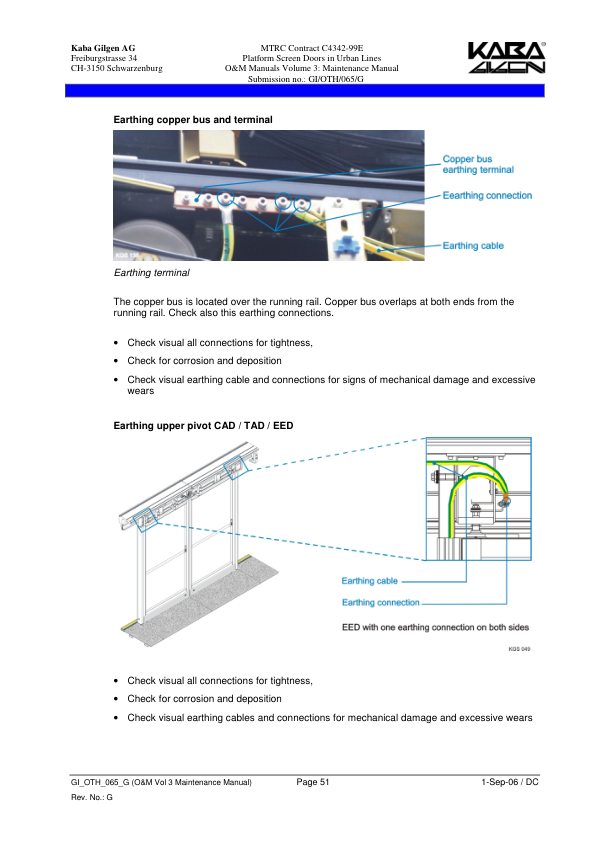 Kaba Gilgen AG
Freiburgstrasse 34
CH-3150 Schwarzenburg
MTRC Contract C4342-99E
Platform Screen Doors in Urban Lines
O&M Manuals Volume 3: Maintenance Manual
Submission no.: GI/OTH/065/G
KABA®
GILGEN
Earthing copper bus and terminal
Copper bus
earthing terminal
Eearthing connection
Earthing cable
Earthing terminal
The copper bus is located over the running rail. Copper bus overlaps at both ends from the
running rail. Check also this earthing connections.
• Check visual all connections for tightness,
• Check for corrosion and deposition
• Check visual earthing cable and connections for signs of mechanical damage and excessive
wears
Earthing upper pivot CAD / TAD / EED
Earthing cable
Earthing connection
EED with one earthing connection on both sides
KGS 049
• Check visual all connections for tightness,
• Check for corrosion and deposition
• Check visual earthing cables and connections for mechanical damage and excessive wears
GI_OTH_065_G (O&M Vol 3 Maintenance Manual)
Page 51
1-Sep-06 / DC
Rev. No.: G